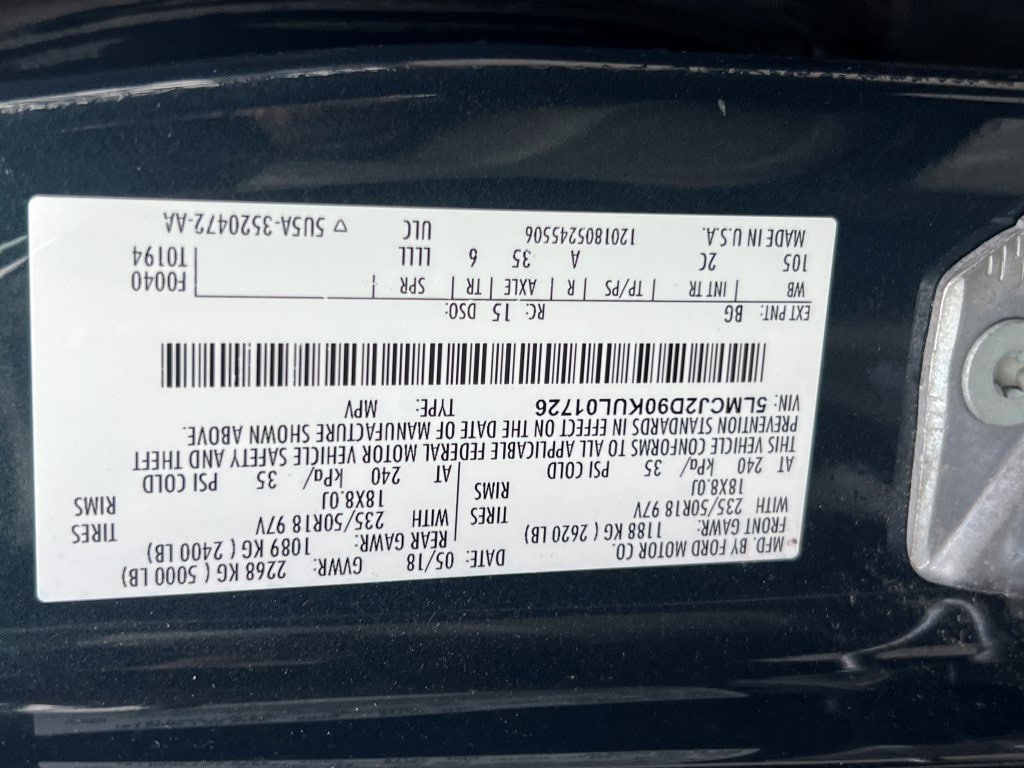 MFD. BY FORD MOTOR CO. DATE: 05/18 GVWR: 2268 KG ( 5000 LB)
FRONT GAWR: 1188 KG ( 2620 LB) REAR GAWR: 1089 KG ( 2400 LB)
WITH 235/50R18 97V TIRES WITH 235/50R18 97V TIRES
18X8.0J RIMS 18X8.0J RIMS
AT 240 kPa/ 35 PSI COLD AT 240 kPa/ 35 PSI COLD
THIS VEHICLE CONFORMS TO ALL APPLICABLE FEDERAL MOTOR VEHICLE SAFETY AND THEFT
PREVENTION STANDARDS IN EFFECT ON THE DATE OF MANUFACTURE SHOWN ABOVE.
VIN: 5LMCJ2D90KUL01726 TYPE: MPV
EXT PNT: BG RC: 15 DSO:
WB | INT TR | TP/PS | R | AXLE | TR | SPR | F0040
105 2C A 35 6 LLLL T0194
MADE IN U.S.A. 1201805245506 ULC ▽ 5U5A-3520472-AA